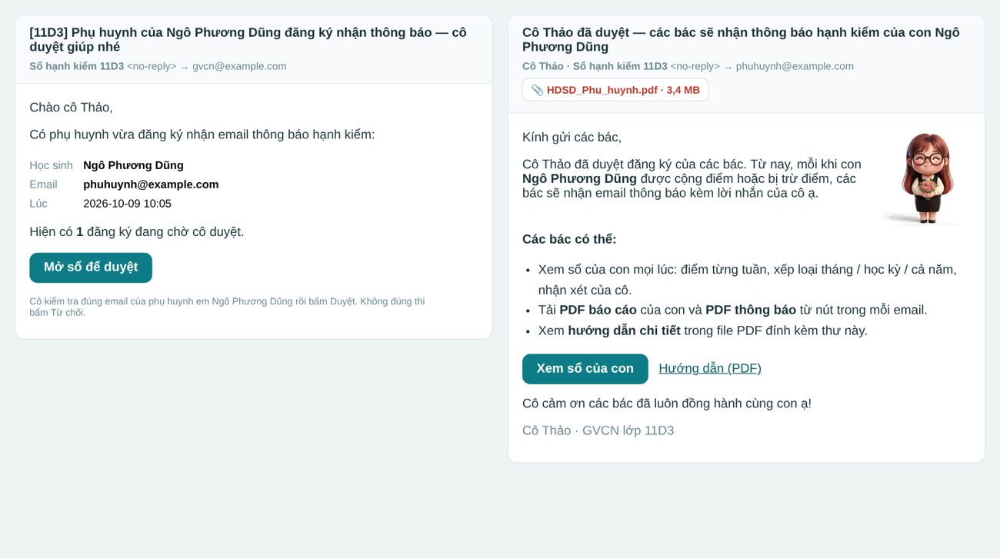 [11D3] Phụ huynh của Ngô Phương Dũng đăng ký nhận thông báo — cô
duyệt giúp nhé
Sổ hạnh kiểm 11D3 <no-reply> → gvcn@example.com
Chào cô Thảo,
Có phụ huynh vừa đăng ký nhận email thông báo hạnh kiểm:
Học sinh Ngô Phương Dũng
Email phuhuynh@example.com
Lúc 2026-10-09 10:05
Hiện có 1 đăng ký đang chờ cô duyệt.
Mở sổ để duyệt
Cô kiểm tra đúng email của phụ huynh em Ngô Phương Dũng rồi bấm Duyệt. Không đúng thì
bấm Từ chối.
Cô Thảo đã duyệt — các bác sẽ nhận thông báo hạnh kiểm của con Ngô
Phương Dũng
Cô Thảo · Sổ hạnh kiểm 11D3 <no-reply> → phuhuynh@example.com
📎 HDSD_Phu_huynh.pdf · 3,4 MB
Kính gửi các bác,
Cô Thảo đã duyệt đăng ký của các bác. Từ nay, mỗi khi con
Ngô Phương Dũng được cộng điểm hoặc bị trừ điểm, các
bác sẽ nhận email thông báo kèm lời nhắn của cô ạ.
Các bác có thể:
• Xem sổ của con mọi lúc: điểm từng tuần, xếp loại tháng / học kỳ / cả năm,
nhận xét của cô.
• Tải PDF báo cáo của con và PDF thông báo từ nút trong mỗi email.
• Xem hướng dẫn chi tiết trong file PDF đính kèm thư này.
Xem sổ của con Hướng dẫn (PDF)
Cô cảm ơn các bác đã luôn đồng hành cùng con ạ!
Cô Thảo · GVCN lớp 11D3